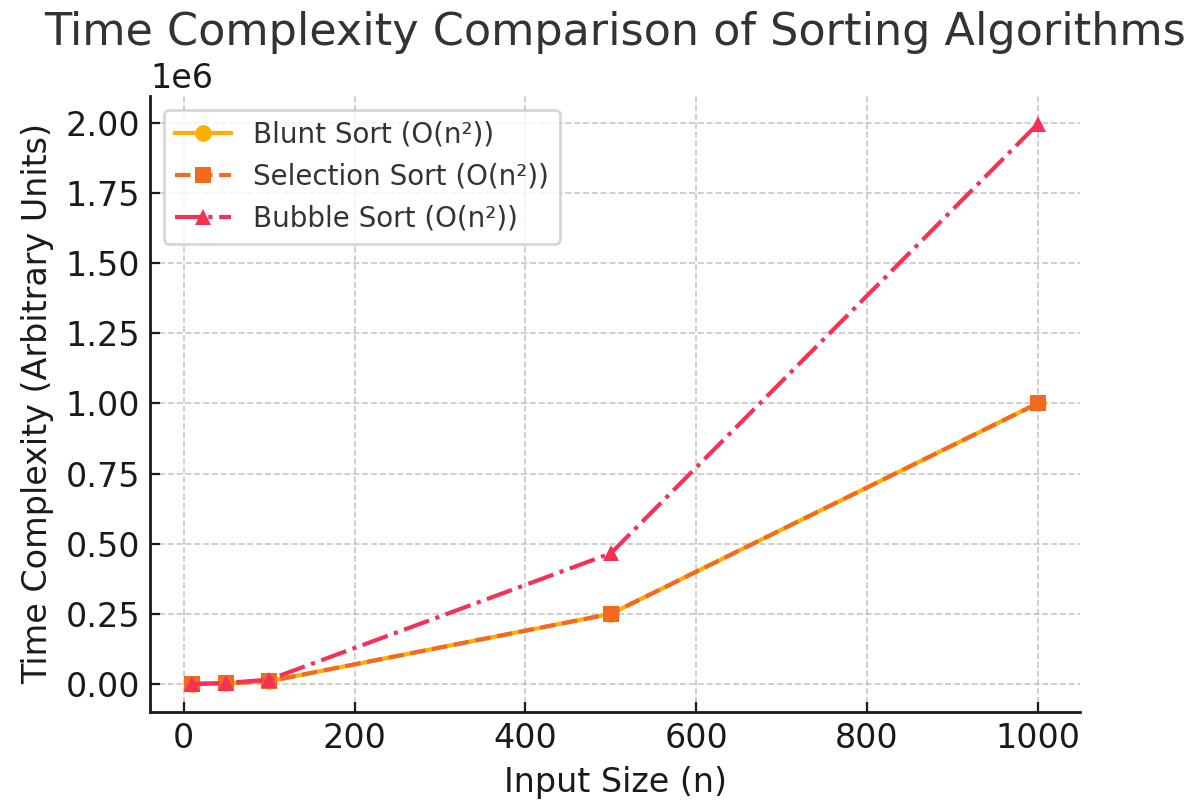 Time Complexity Comparison of Sorting Algorithms
1e6
Blunt Sort (O(n²))
Selection Sort (O(n²))
Bubble Sort (O(n²))
Time Complexity (Arbitrary Units)
2.00
1.75
1.50
1.25
1.00
0.75
0.50
0.25
0.00
0 200 400 600 800 1000
Input Size (n)